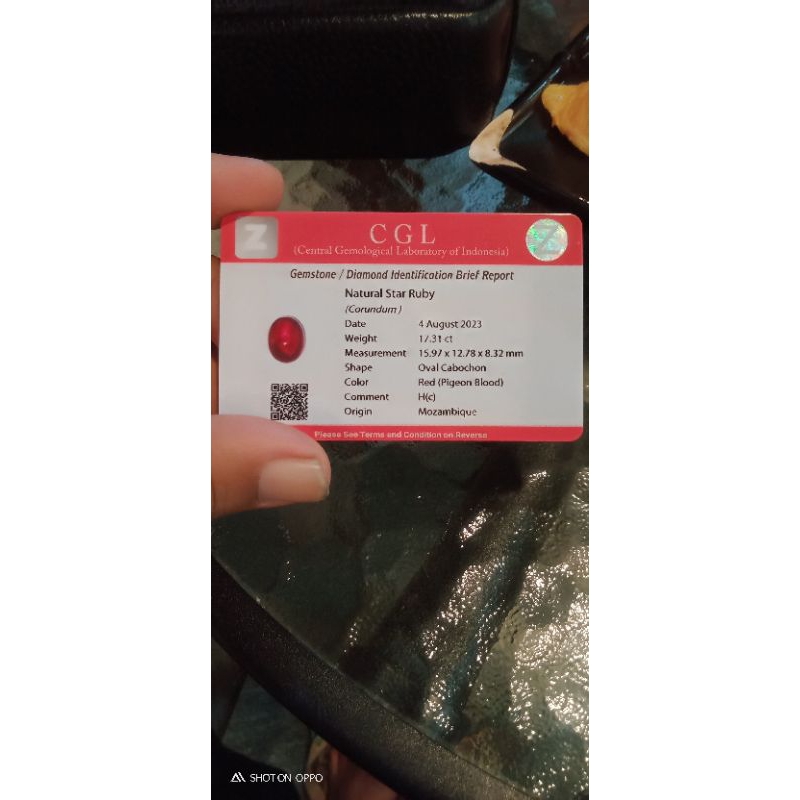 Z
CGL
(Central Gemological Laboratory of Indonesia)
Gemstone / Diamond Identification Brief Report
Natural Star Ruby
(Corundum)
Date 4 August 2023
Weight 17.31 ct
Measurement 15.97 x 12.78 x 8.32 mm
Shape Oval Cabochon
Color Red (Pigeon Blood)
Comment H(c)
Origin Mozambique
Please See Terms and Condition on Reverse
SHOT ON OPPO